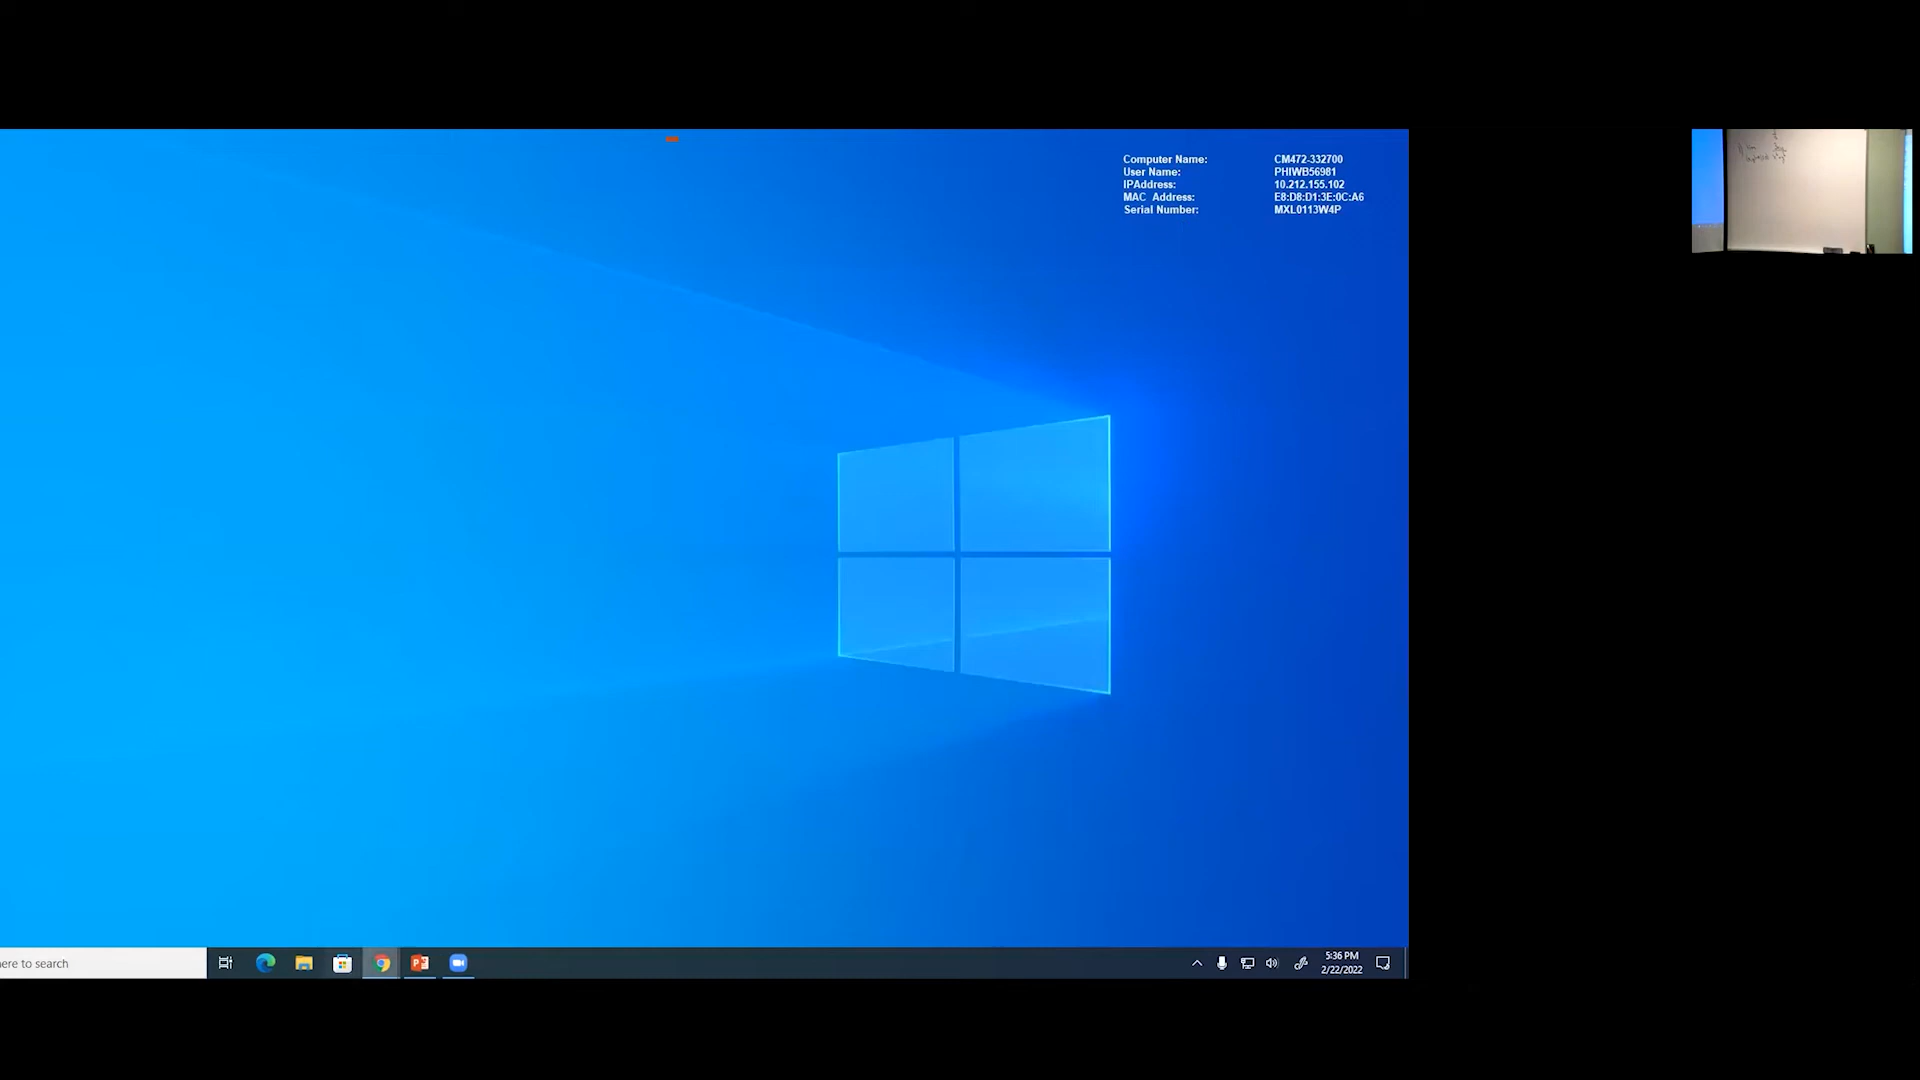 Computer Name: CM472-332700
User Name: PHIWB56981
IPAddress: 10.212.155.102
MAC Address: E8:D8:D1:3E:0C:A6
Serial Number: MXL0113W4P
ere to search
5:36 PM
2/22/2022